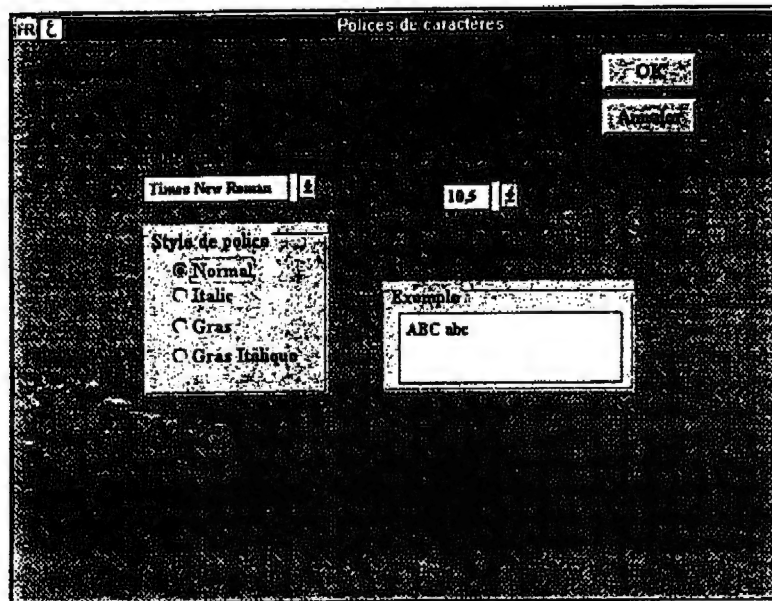 FR ع
Polices de caractères
OK
Annuler
Times New Roman
10,5
Style de police
Normal
Italic
Gras
Gras Italique
Exemple
ABC abc